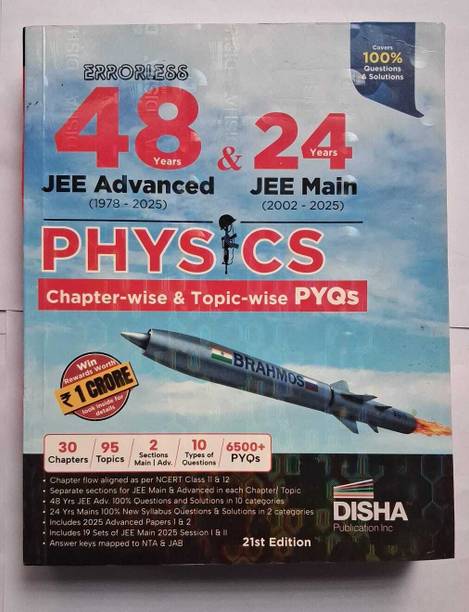 Covers
100%
Questions
& Solutions
ERRORLESS
48 Years & 24 Years
JEE Advanced JEE Main
(1978 - 2025) (2002 - 2025)
PHYSICS
Chapter-wise & Topic-wise PYQs
BRAHMOS
Win
Rewards Worth
₹ 1 CRORE
look inside for
details
30 95 2 10 6500+
Chapters Topics Sections Types of PYQs
Main | Adv. Questions
• Chapter flow aligned as per NCERT Class 11 & 12
• Separate sections for JEE Main & Advanced in each Chapter/ Topic
• 48 Yrs JEE Adv. 100% Questions and Solutions in 10 categories
• 24 Yrs Mains 100% New Syllabus Questions & Solutions in 2 categories
• Includes 2025 Advanced Papers 1 & 2
• Includes 19 Sets of JEE Main 2025 Session I & II
• Answer keys mapped to NTA & JAB
21st Edition
DISHA
Publication Inc